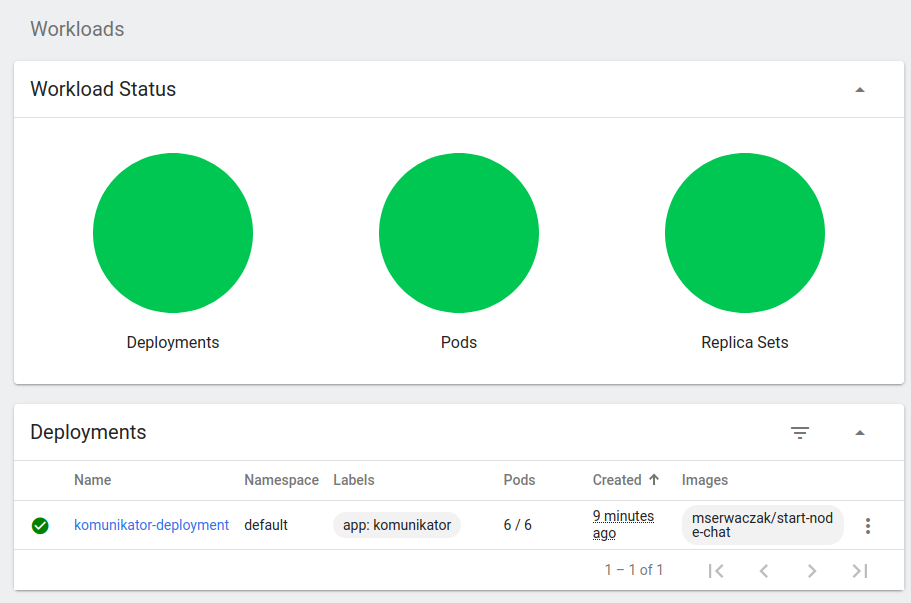 Workloads
Workload Status
Deployments
Pods
Replica Sets
Deployments
Name Namespace Labels Pods Created Images
komunikator-deployment default app: komunikator 6 / 6 9 minutes ago mserwaczak/start-nod
e-chat
1 – 1 of 1